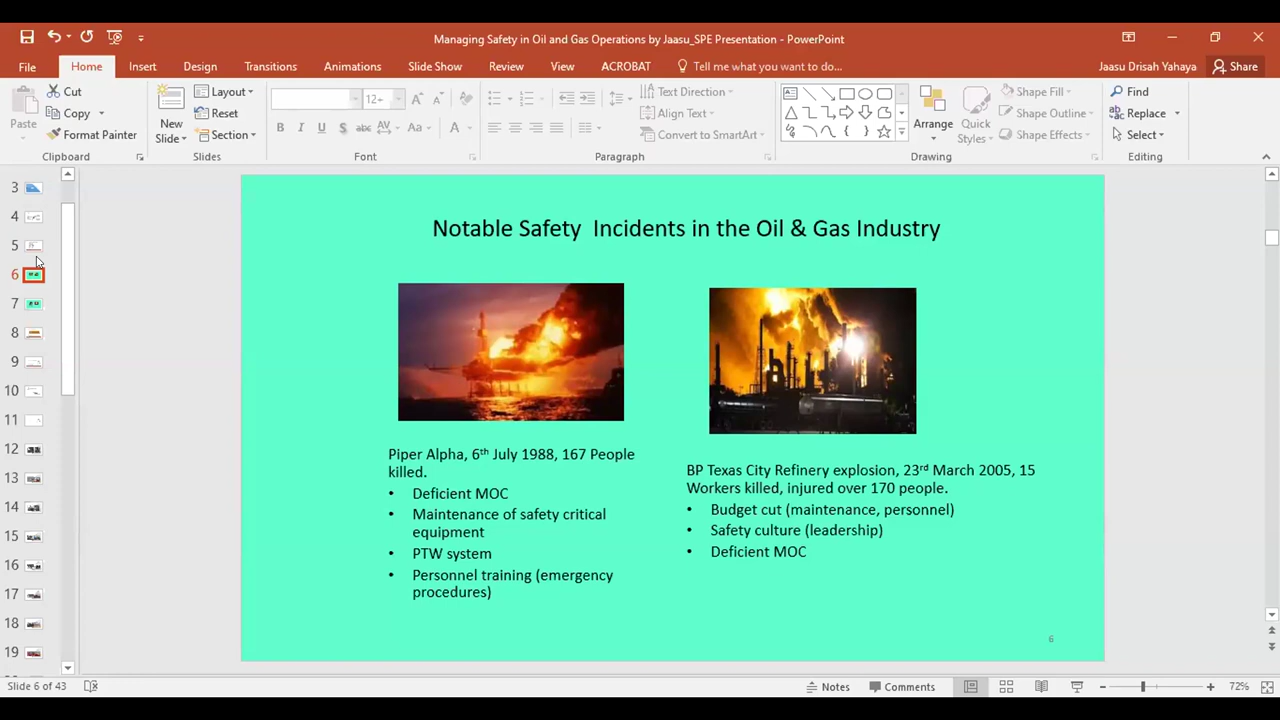 Managing Safety in Oil and Gas Operations by Jaasu_SPE Presentation - PowerPoint
File Home Insert Design Transitions Animations Slide Show Review View ACROBAT Tell me what you want to do... Jaasu Drisah Yahaya Share
Paste
Cut
Copy
Format Painter
Clipboard
New
Slide
Layout
Reset
Section
Slides
12+
B I U S abc AV Aa A
Font
Text Direction
Align Text
Convert to SmartArt
Paragraph
Arrange
Quick
Styles
Shape Fill
Shape Outline
Shape Effects
Drawing
Find
Replace
Select
Editing
3
4
5
6
7
8
9
10
11
12
13
14
15
16
17
18
19
Notable Safety Incidents in the Oil & Gas Industry
Piper Alpha, 6th July 1988, 167 People
killed.
• Deficient MOC
• Maintenance of safety critical
equipment
• PTW system
• Personnel training (emergency
procedures)
BP Texas City Refinery explosion, 23rd March 2005, 15
Workers killed, injured over 170 people.
• Budget cut (maintenance, personnel)
• Safety culture (leadership)
• Deficient MOC
6
Slide 6 of 43 Notes Comments 72%